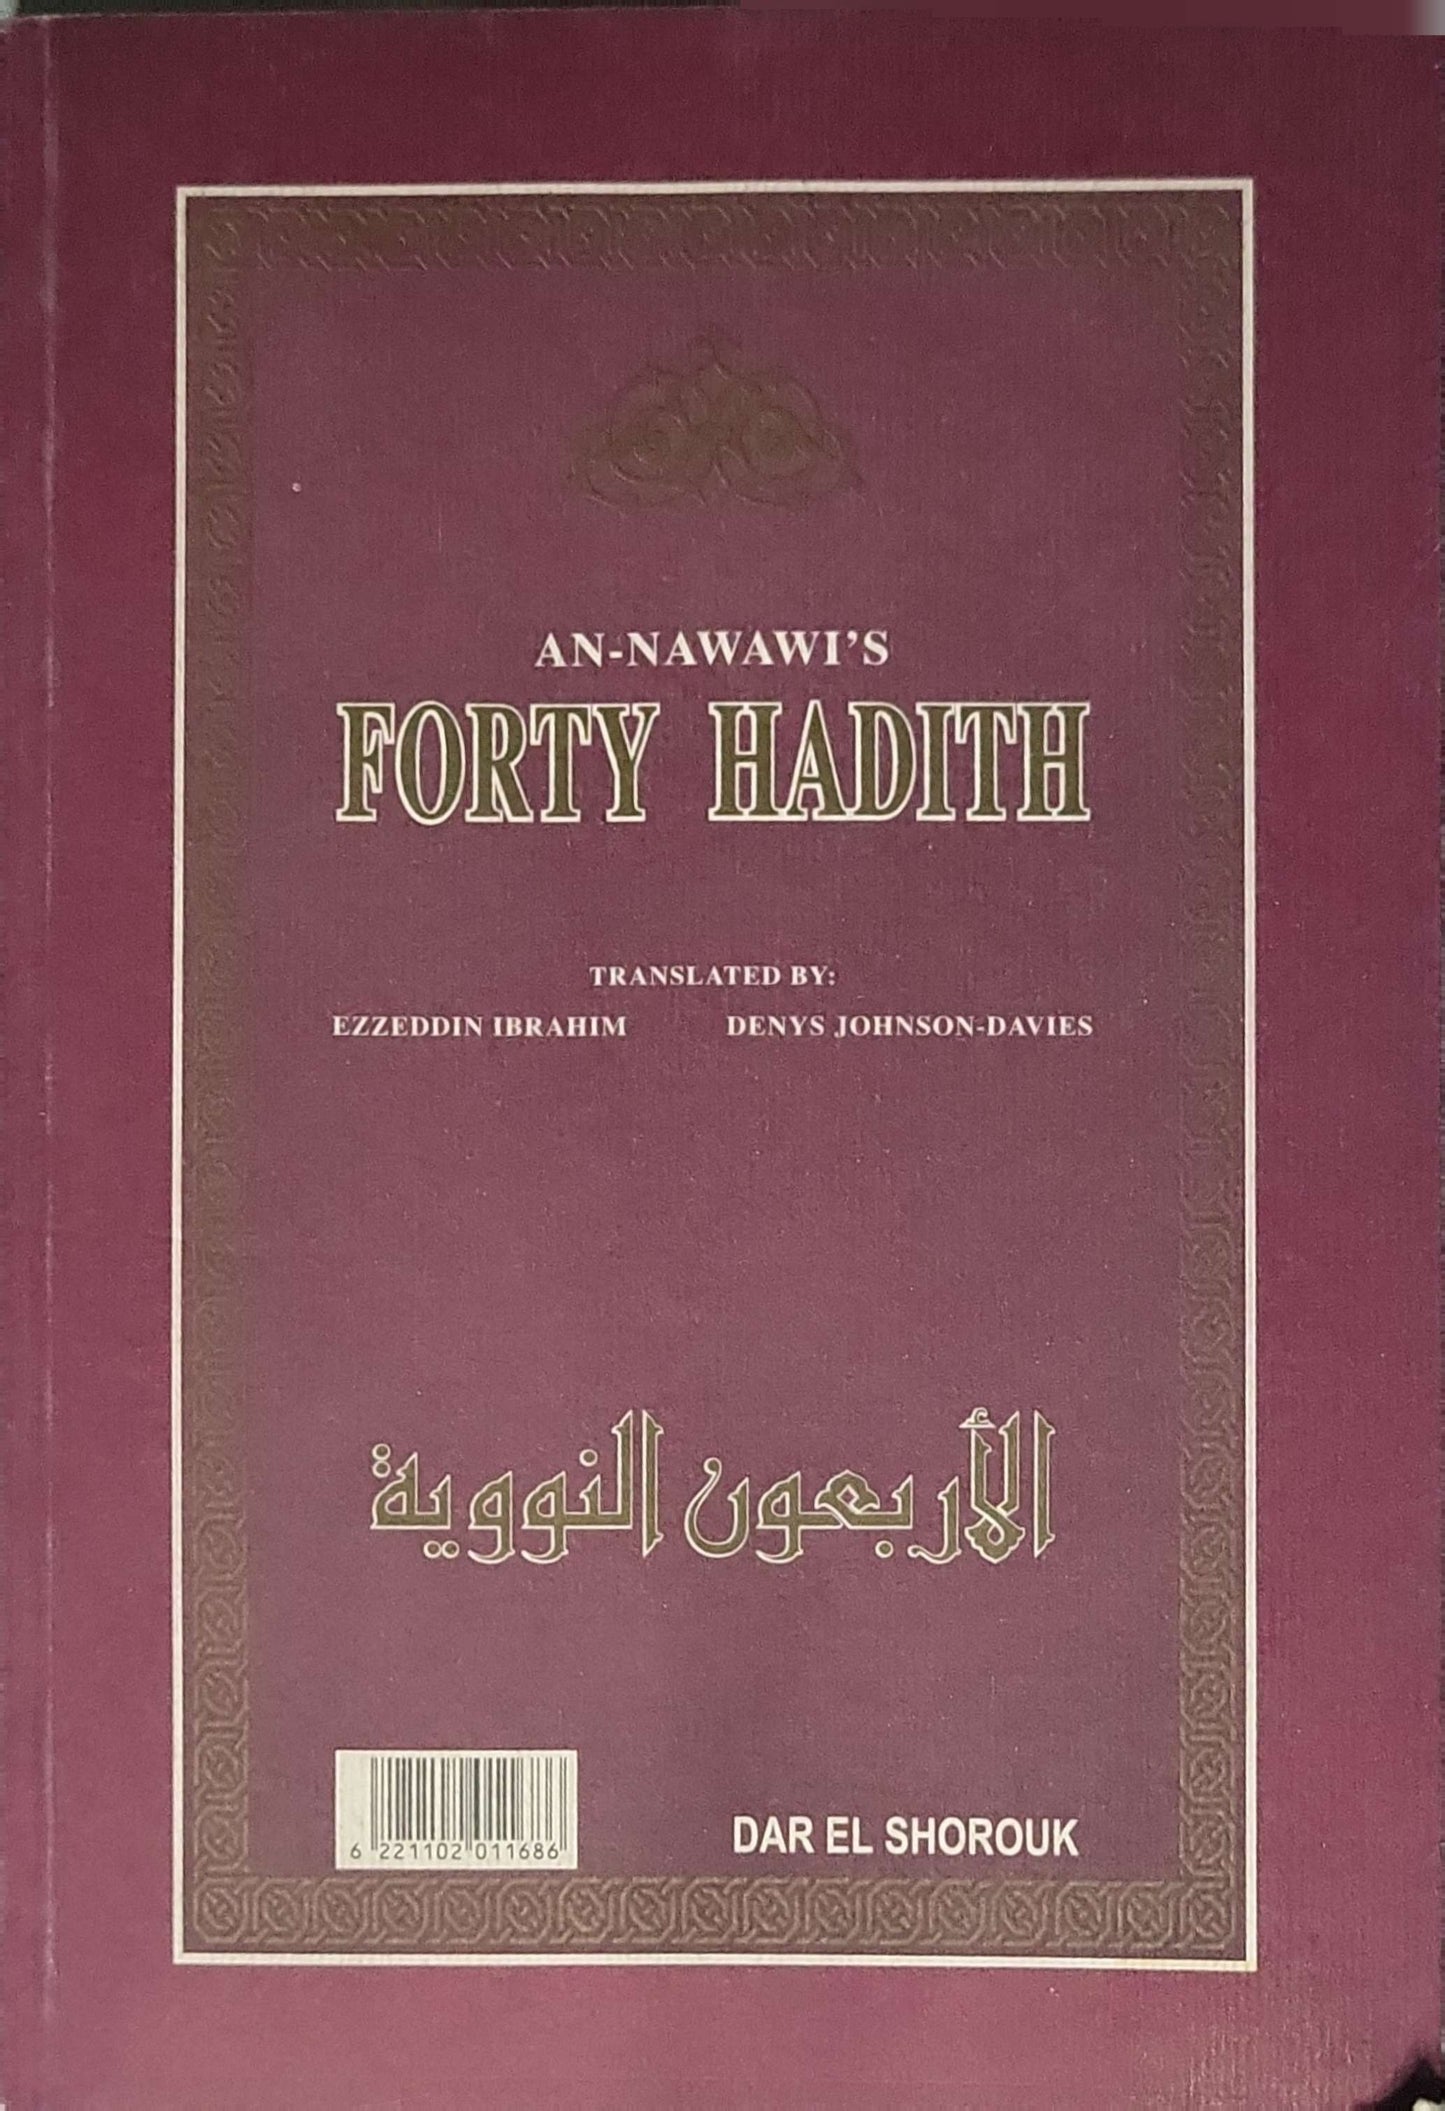 AN-NAWAWI'S
FORTY HADITH
TRANSLATED BY:
EZZEDDIN IBRAHIM DENYS JOHNSON-DAVIES
الأربعون النووية
6 221102 011686
DAR EL SHOROUK